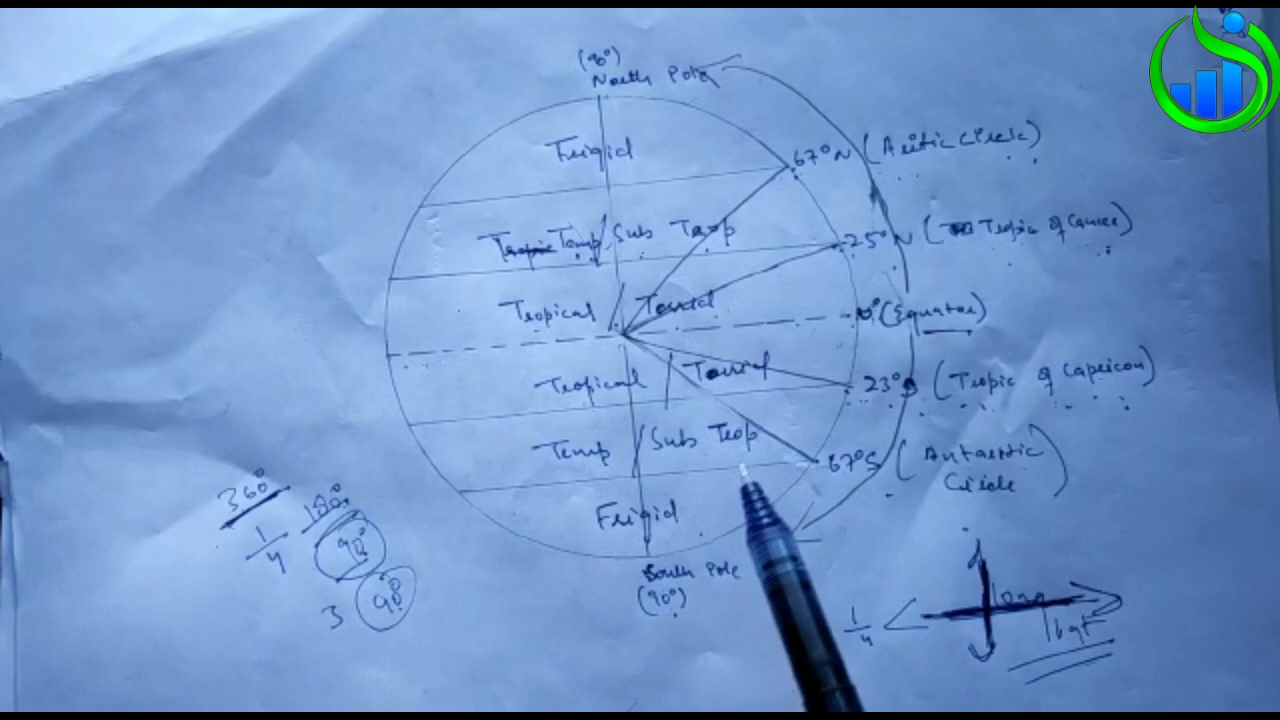 (90°)
North Pole
Frigid
67°N (Arctic Circle)
Temp/Sub Trop
25°N (Tropic of Cancer)
Tropical / Torrid
0° (Equator)
Tropical / Torrid
23°S (Tropic of Capricon)
Temp/Sub Trop
67°S (Antarctic
Circle)
Frigid
South Pole
(90°)
360°
1/4
180°
90°
3 90°
long
1/4